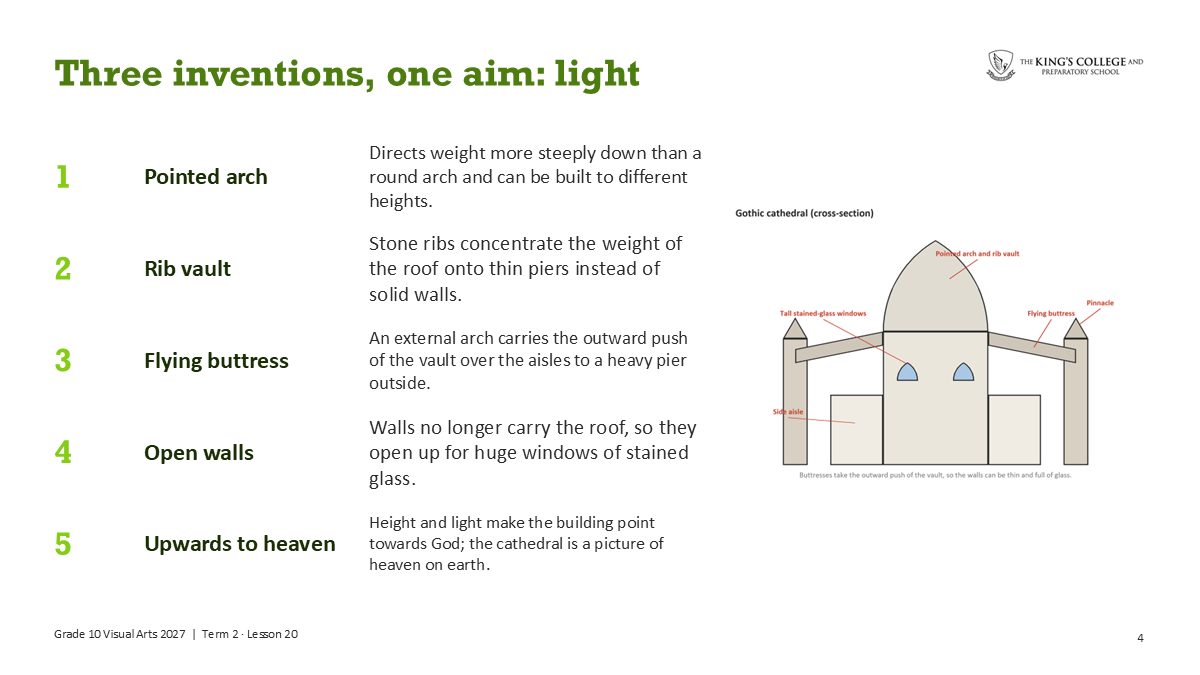 Three inventions, one aim: light
THE KING'S COLLEGE AND
PREPARATORY SCHOOL
1
Pointed arch
Directs weight more steeply down than a
round arch and can be built to different
heights.
2
Rib vault
Stone ribs concentrate the weight of
the roof onto thin piers instead of
solid walls.
3
Flying buttress
An external arch carries the outward push
of the vault over the aisles to a heavy pier
outside.
4
Open walls
Walls no longer carry the roof, so they
open up for huge windows of stained
glass.
5
Upwards to heaven
Height and light make the building point
towards God; the cathedral is a picture of
heaven on earth.
Gothic cathedral (cross-section)
Pointed arch and rib vault
Pinnacle
Tall stained-glass windows
Flying buttress
Side aisle
Buttresses take the outward push of the vault, so the walls can be thin and full of glass.
Grade 10 Visual Arts 2027 | Term 2 · Lesson 20
4